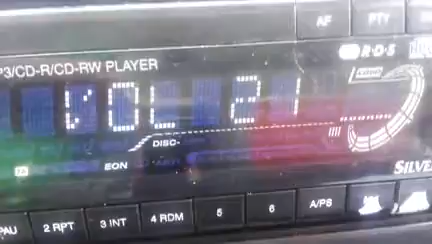 AF PTY
P3/CD-R/CD-RW PLAYER
R·D·S
VOL 21
DISC-
EON
SILVE
PAU 2 RPT 3 INT 4 RDM 5 6 A/PS